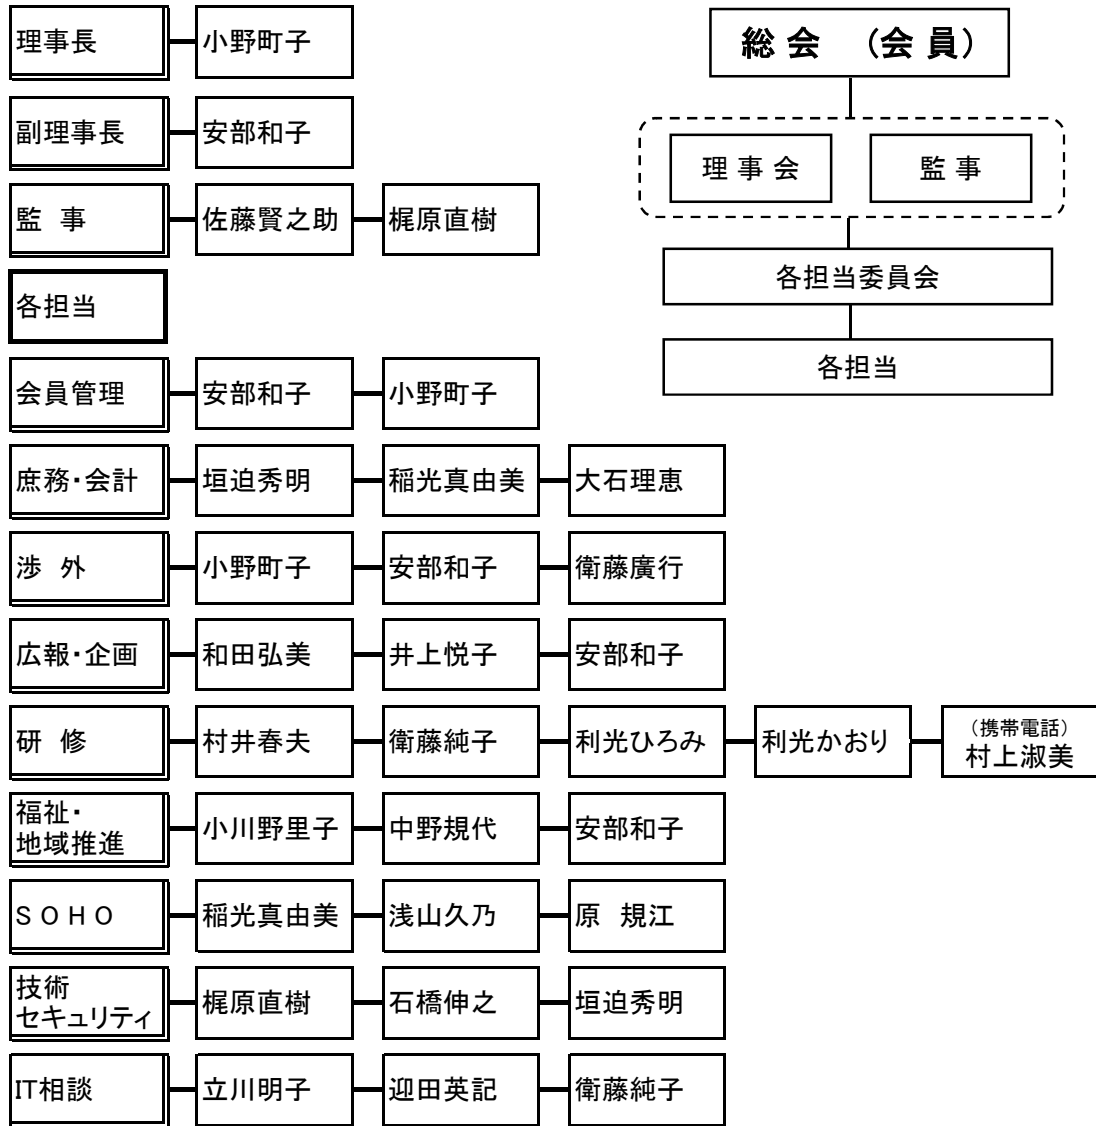 理事長 小野町子
副理事長 安部和子
監 事 佐藤賢之助 梶原直樹
各担当
会員管理 安部和子 小野町子
庶務・会計 垣迫秀明 稲光真由美 大石理恵
渉 外 小野町子 安部和子 衛藤廣行
広報・企画 和田弘美 井上悦子 安部和子
研 修 村井春夫 衛藤純子 利光ひろみ 利光かおり
（携帯電話）
村上淑美
福祉・
地域推進
小川野里子 中野規代 安部和子
ＳＯＨＯ 稲光真由美 浅山久乃 原 規江
技術
セキュリティ
梶原直樹 石橋伸之 垣迫秀明
IT相談 立川明子 迎田英記 衛藤純子
総 会 （会 員）
理 事 会 監 事
各担当委員会
各担当